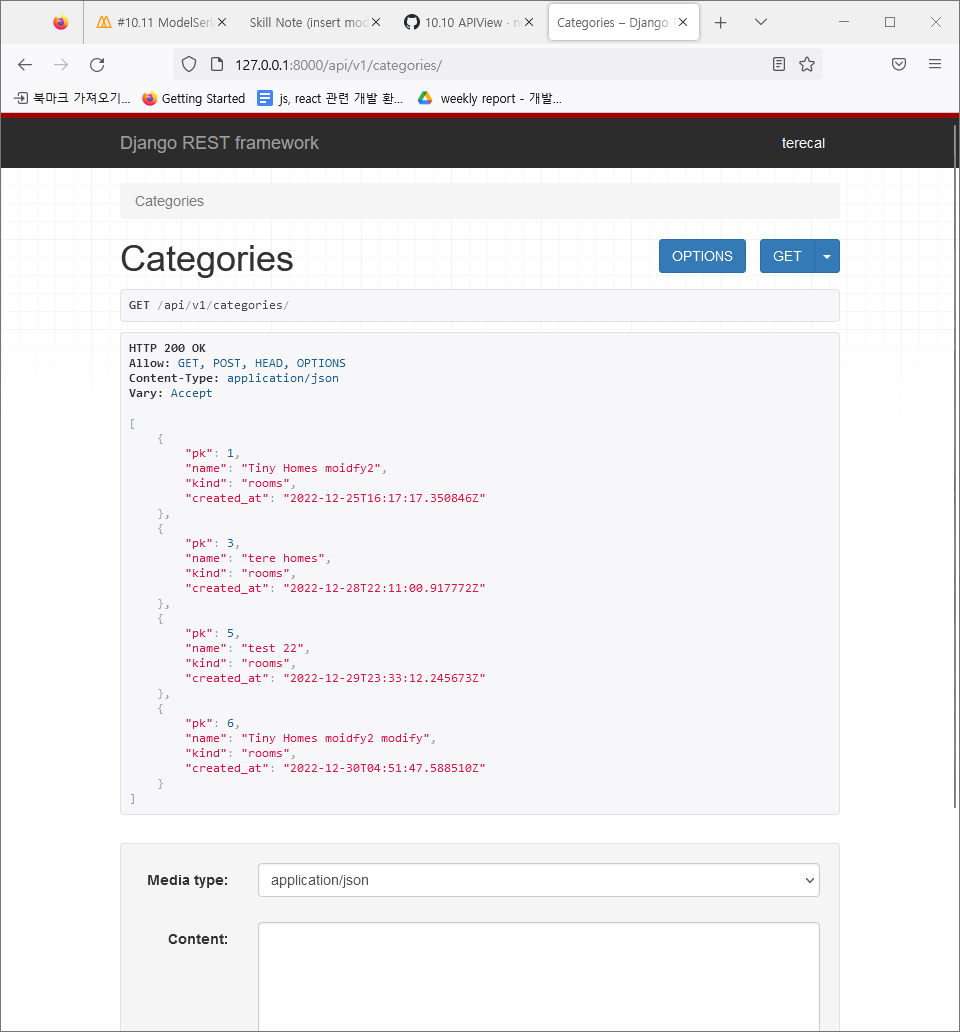 #10.11 ModelSeri
Skill Note (insert mod
10.10 APIView
Categories – Django
127.0.0.1:8000/api/v1/categories/
북마크 가져오기...
Getting Started
js, react 관련 개발 환...
weekly report - 개발...
Django REST framework
terecal
Categories
Categories
OPTIONS
GET
GET /api/v1/categories/
HTTP 200 OK
Allow: GET, POST, HEAD, OPTIONS
Content-Type: application/json
Vary: Accept
[
{
"pk": 1,
"name": "Tiny Homes moidfy2",
"kind": "rooms",
"created_at": "2022-12-25T16:17:17.350846Z"
},
{
"pk": 3,
"name": "tere homes",
"kind": "rooms",
"created_at": "2022-12-28T22:11:00.917772Z"
},
{
"pk": 5,
"name": "test 22",
"kind": "rooms",
"created_at": "2022-12-29T23:33:12.245673Z"
},
{
"pk": 6,
"name": "Tiny Homes moidfy2 modify",
"kind": "rooms",
"created_at": "2022-12-30T04:51:47.588510Z"
}
]
Media type:
application/json
Content: